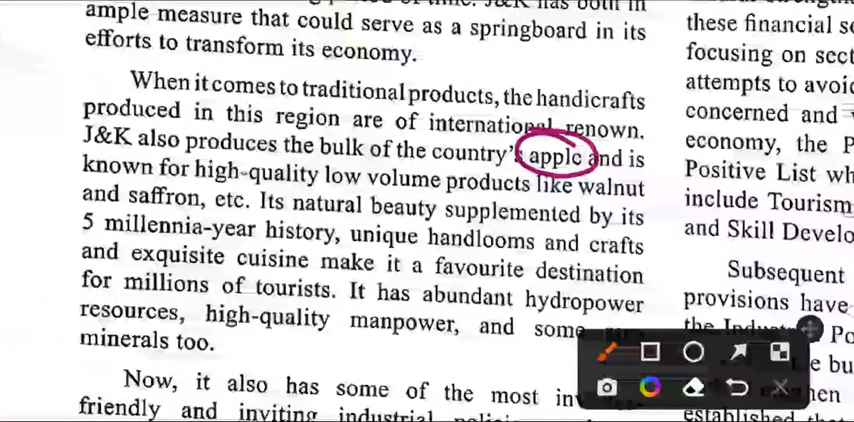 ample measure that could serve as a springboard in its
efforts to transform its economy.
When it comes to traditional products, the handicrafts
produced in this region are of international renown.
J&K also produces the bulk of the country's apple and is
known for high-quality low volume products like walnut
and saffron, etc. Its natural beauty supplemented by its
5 millennia-year history, unique handlooms and crafts
and exquisite cuisine make it a favourite destination
for millions of tourists. It has abundant hydropower
resources, high-quality manpower, and some
minerals too.
Now, it also has some of the most
friendly and inviting industrial
these financial
focusing on
attempts to
concerned and
economy, the
Positive List
include Tourism
and Skill
Subsequent
provisions have
the
established that